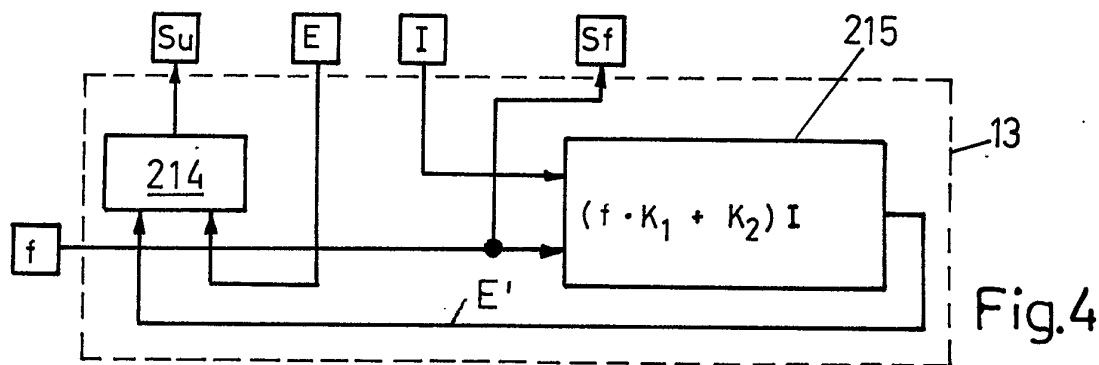 Su E I Sf 215
13
214
(f · K₁ + K₂) I
f
E'
Fig.4